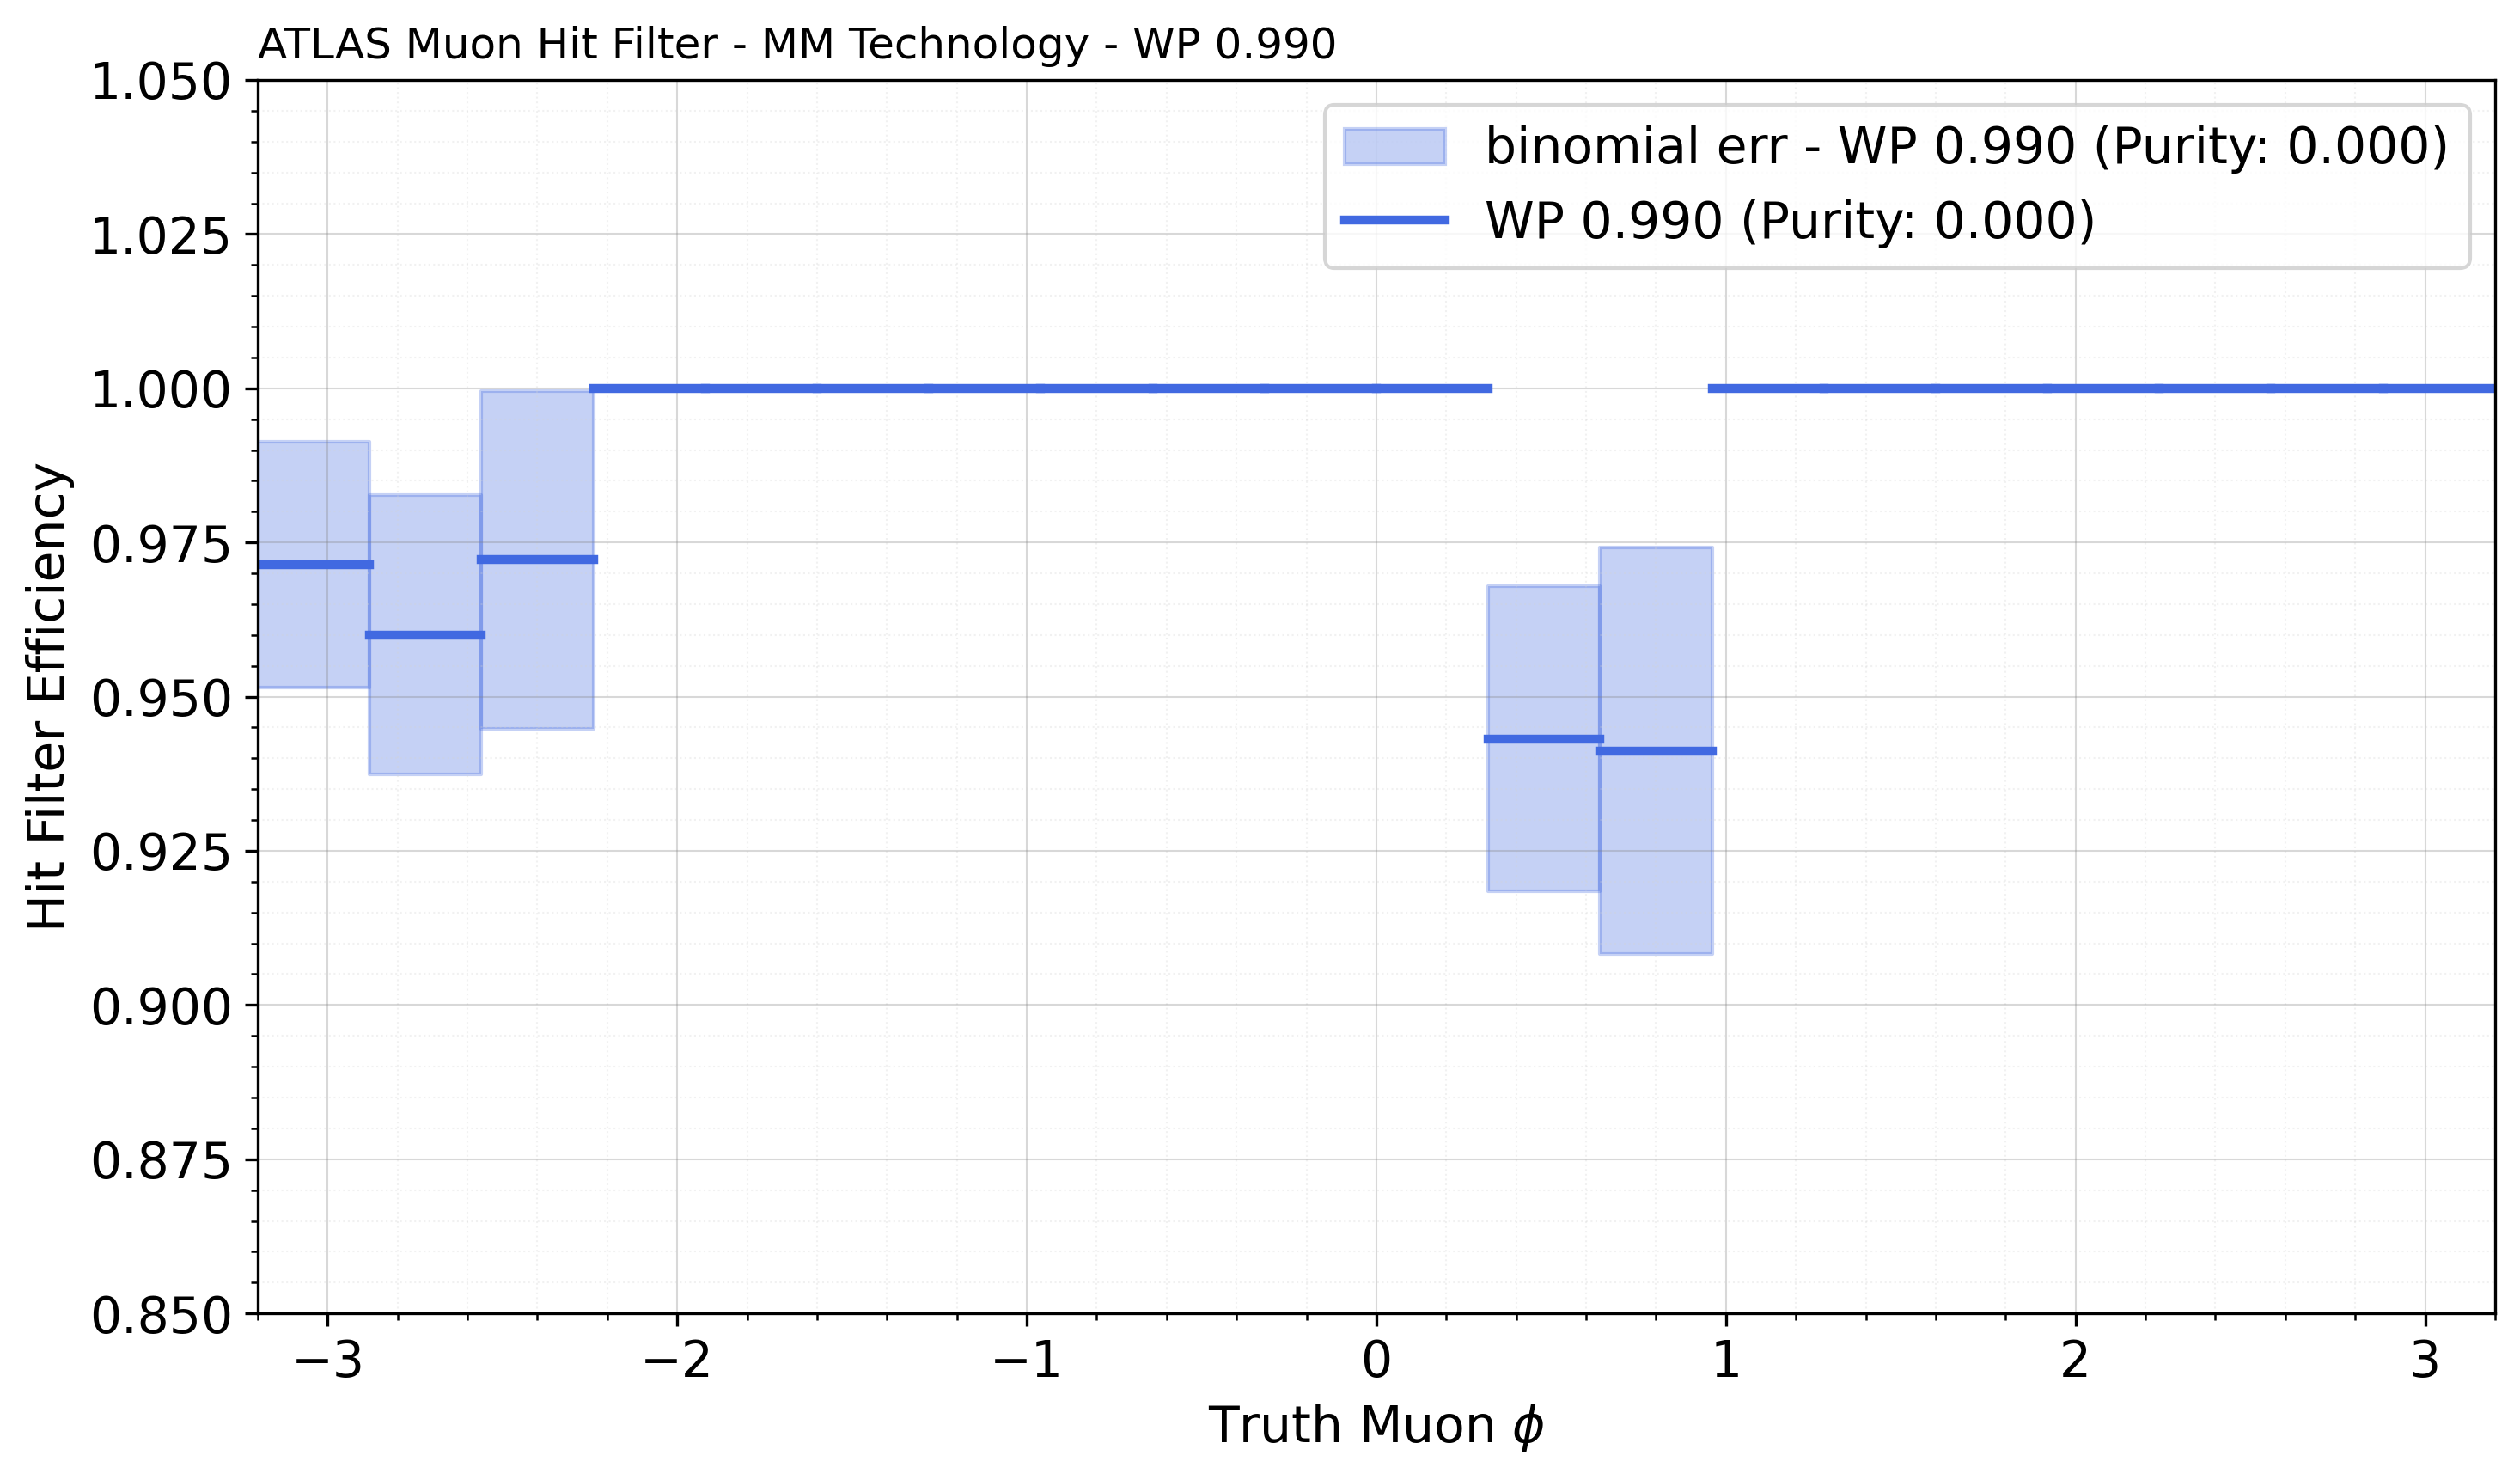 ATLAS Muon Hit Filter - MM Technology - WP 0.990
binomial err - WP 0.990 (Purity: 0.000)
WP 0.990 (Purity: 0.000)
Hit Filter Efficiency
1.050
1.025
1.000
0.975
0.950
0.925
0.900
0.875
0.850
−3 −2 −1 0 1 2 3
Truth Muon ϕ